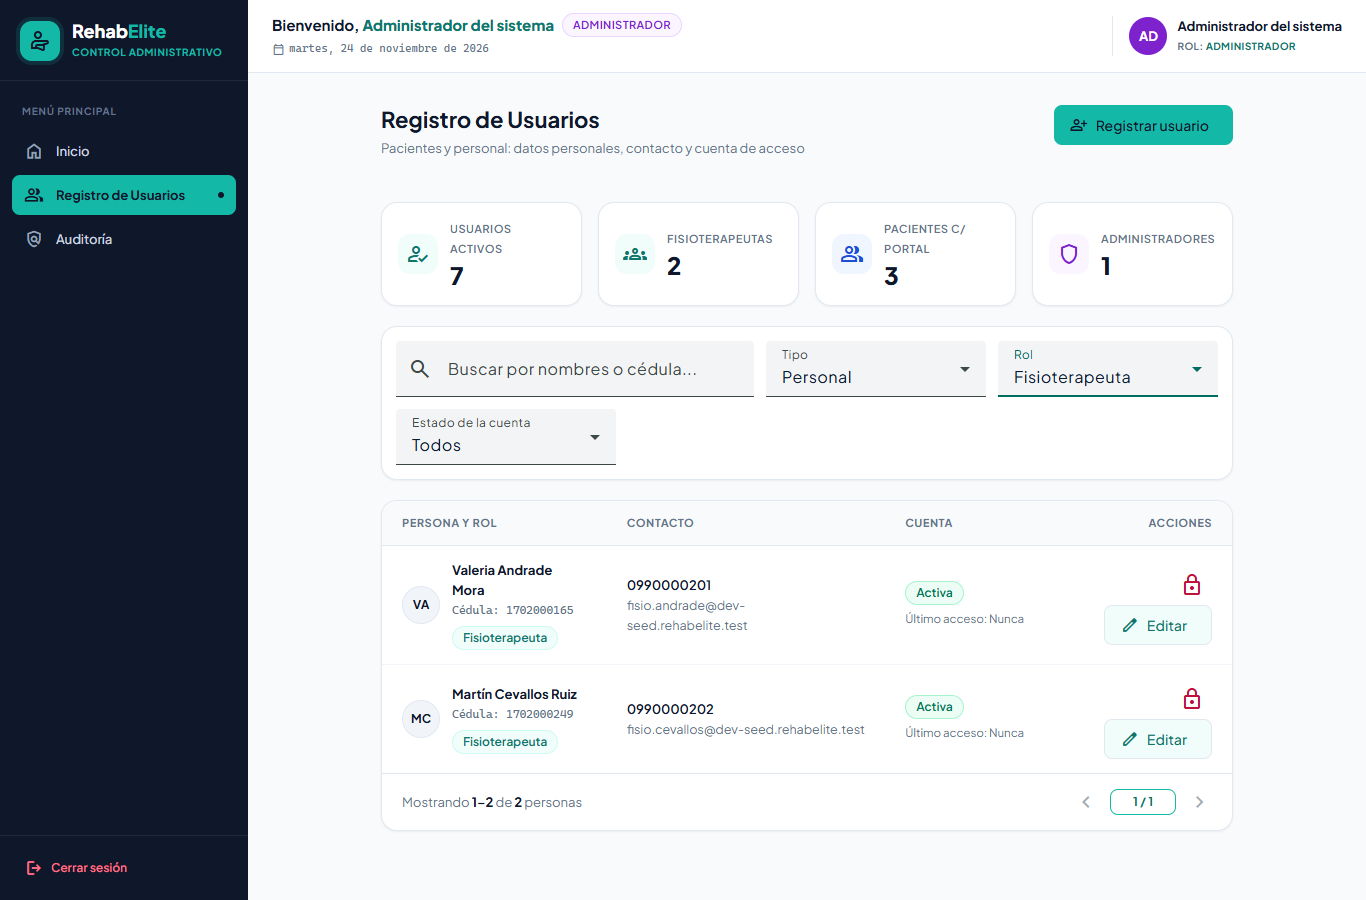 RehabElite
CONTROL ADMINISTRATIVO
MENÚ PRINCIPAL
Inicio
Registro de Usuarios
Auditoría
Cerrar sesión
Bienvenido, Administrador del sistema ADMINISTRADOR
martes, 24 de noviembre de 2026
AD
Administrador del sistema
ROL: ADMINISTRADOR
Registro de Usuarios
Pacientes y personal: datos personales, contacto y cuenta de acceso
Registrar usuario
USUARIOS
ACTIVOS
7
FISIOTERAPEUTAS
2
PACIENTES C/
PORTAL
3
ADMINISTRADORES
1
Buscar por nombres o cédula...
Tipo
Personal
Rol
Fisioterapeuta
Estado de la cuenta
Todos
PERSONA Y ROL CONTACTO CUENTA ACCIONES
VA
Valeria Andrade
Mora
Cédula: 1702000165
Fisioterapeuta
0990000201
fisio.andrade@dev-
seed.rehabelite.test
Activa
Último acceso: Nunca
Editar
MC
Martín Cevallos Ruiz
Cédula: 1702000249
Fisioterapeuta
0990000202
fisio.cevallos@dev-seed.rehabelite.test
Activa
Último acceso: Nunca
Editar
Mostrando 1–2 de 2 personas
1 / 1